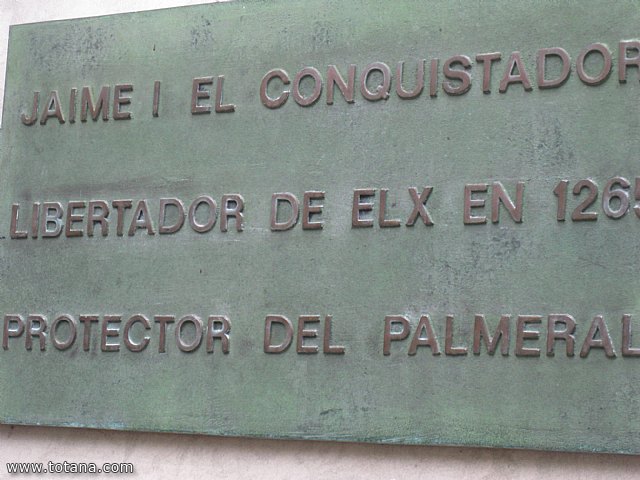 JAIME I EL CONQUISTADOR
LIBERTADOR DE ELX EN 1265
PROTECTOR DEL PALMERAL
www.totana.com